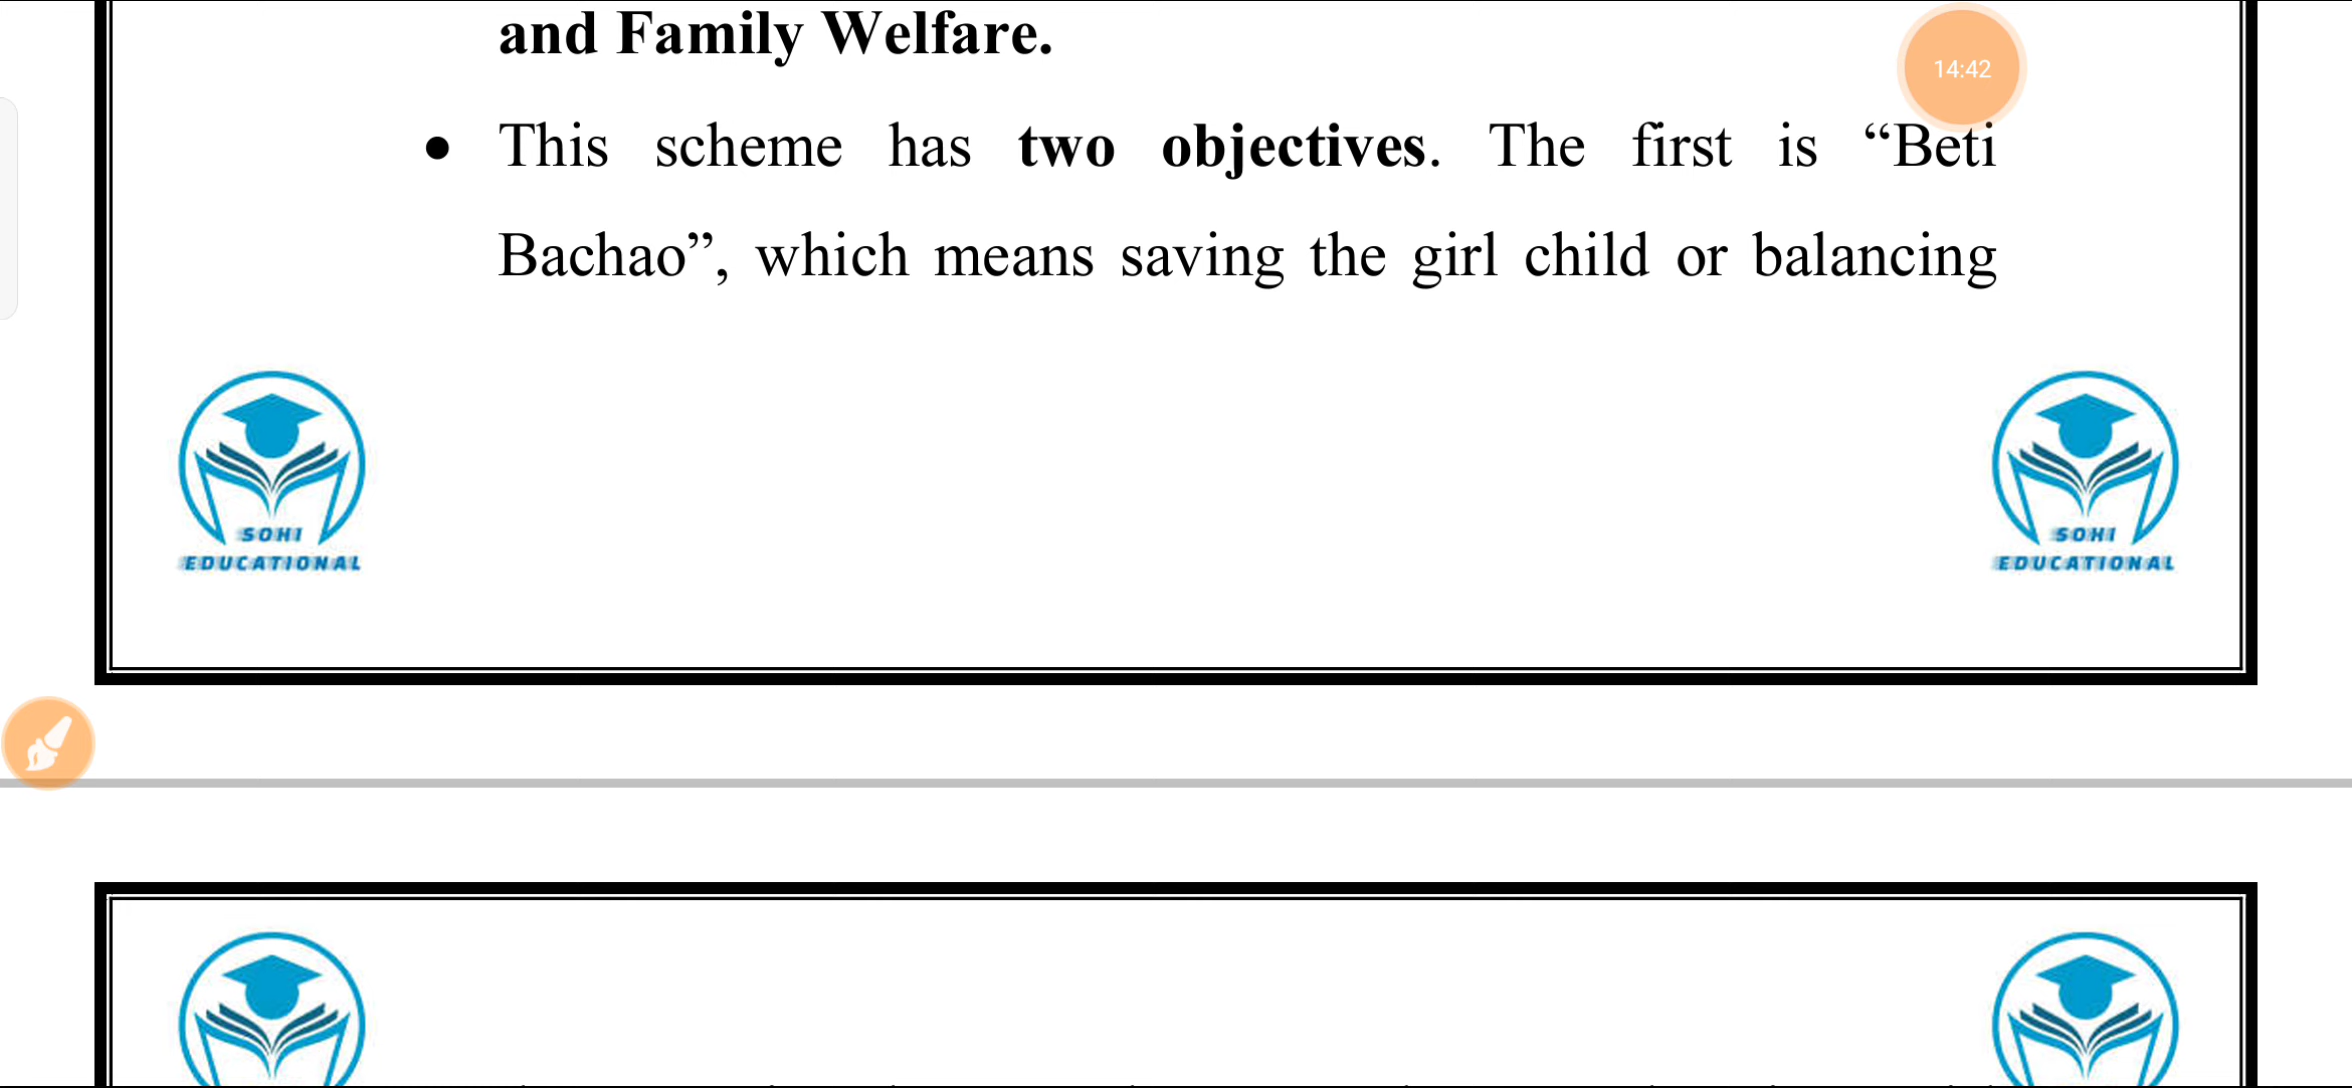 and Family Welfare.
14:42
• This scheme has two objectives. The first is “Beti
Bachao”, which means saving the girl child or balancing
SOHI
EDUCATIONAL
SOHI
EDUCATIONAL